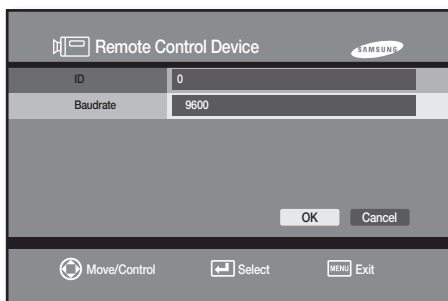 Remote Control Device SAMSUNG
ID 0
Baudrate 9600
OK Cancel
Move/Control Select MENU Exit